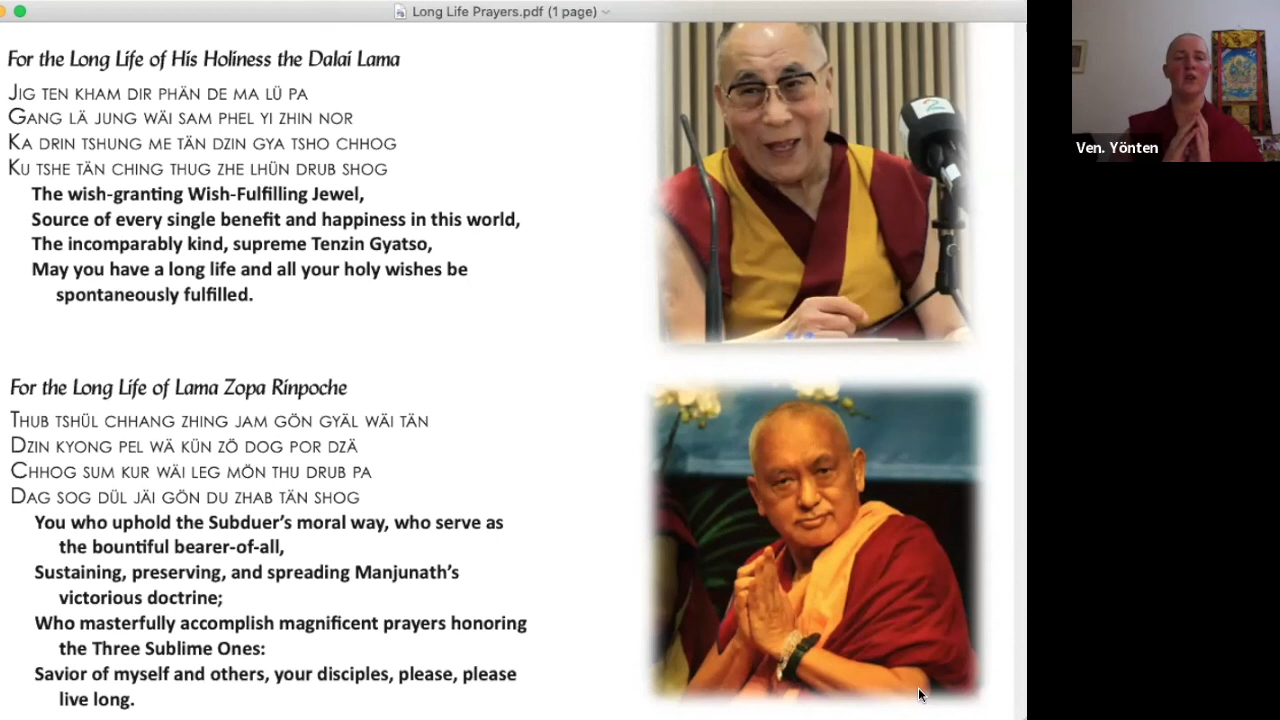 Long Life Prayers.pdf (1 page)
For the Long Life of His Holiness the Dalai Lama
JIG TEN KHAM DIR PHÄN DE MA LÜ PA
GANG LÄ JUNG WÄI SAM PHEL YI ZHIN NOR
KA DRIN TSHUNG ME TÄN DZIN GYA TSHO CHHOG
KU TSHE TÄN CHING THUG ZHE LHÜN DRUB SHOG
The wish-granting Wish-Fulfilling Jewel,
Source of every single benefit and happiness in this world,
The incomparably kind, supreme Tenzin Gyatso,
May you have a long life and all your holy wishes be
spontaneously fulfilled.
2
Ven. Yönten
For the Long Life of Lama Zopa Rinpoche
THUB TSHÜL CHHANG ZHING JAM GÖN GYÄL WÄI TÄN
DZIN KYONG PEL WÄ KÜN ZÖ DOG POR DZÄ
CHHOG SUM KUR WÄI LEG MÖN THU DRUB PA
DAG SOG DÜL JÄI GÖN DU ZHAB TÄN SHOG
You who uphold the Subduer's moral way, who serve as
the bountiful bearer-of-all,
Sustaining, preserving, and spreading Manjunath's
victorious doctrine;
Who masterfully accomplish magnificent prayers honoring
the Three Sublime Ones:
Savior of myself and others, your disciples, please, please
live long.